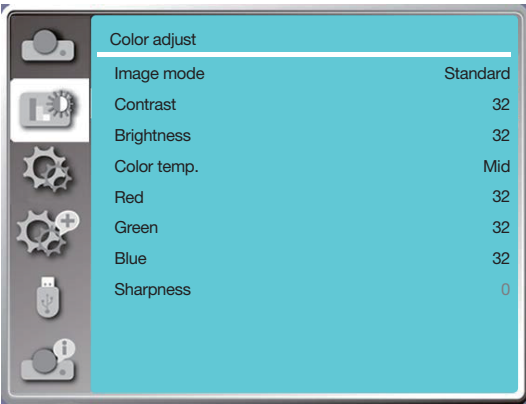 Color adjust
Image mode Standard
Contrast 32
Brightness 32
Color temp. Mid
Red 32
Green 32
Blue 32
Sharpness 0